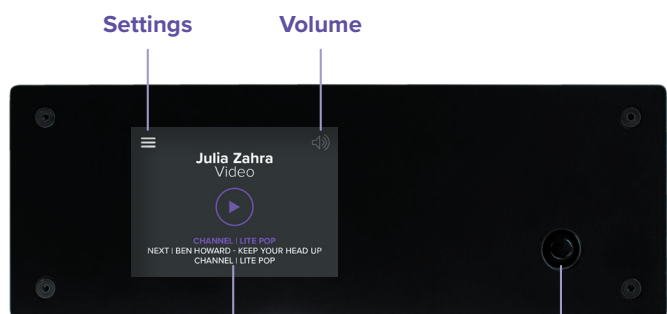 Settings
Volume
Julia Zahra
Video
CHANNEL | LITE POP
NEXT | BEN HOWARD - KEEP YOUR HEAD UP
CHANNEL | LITE POP